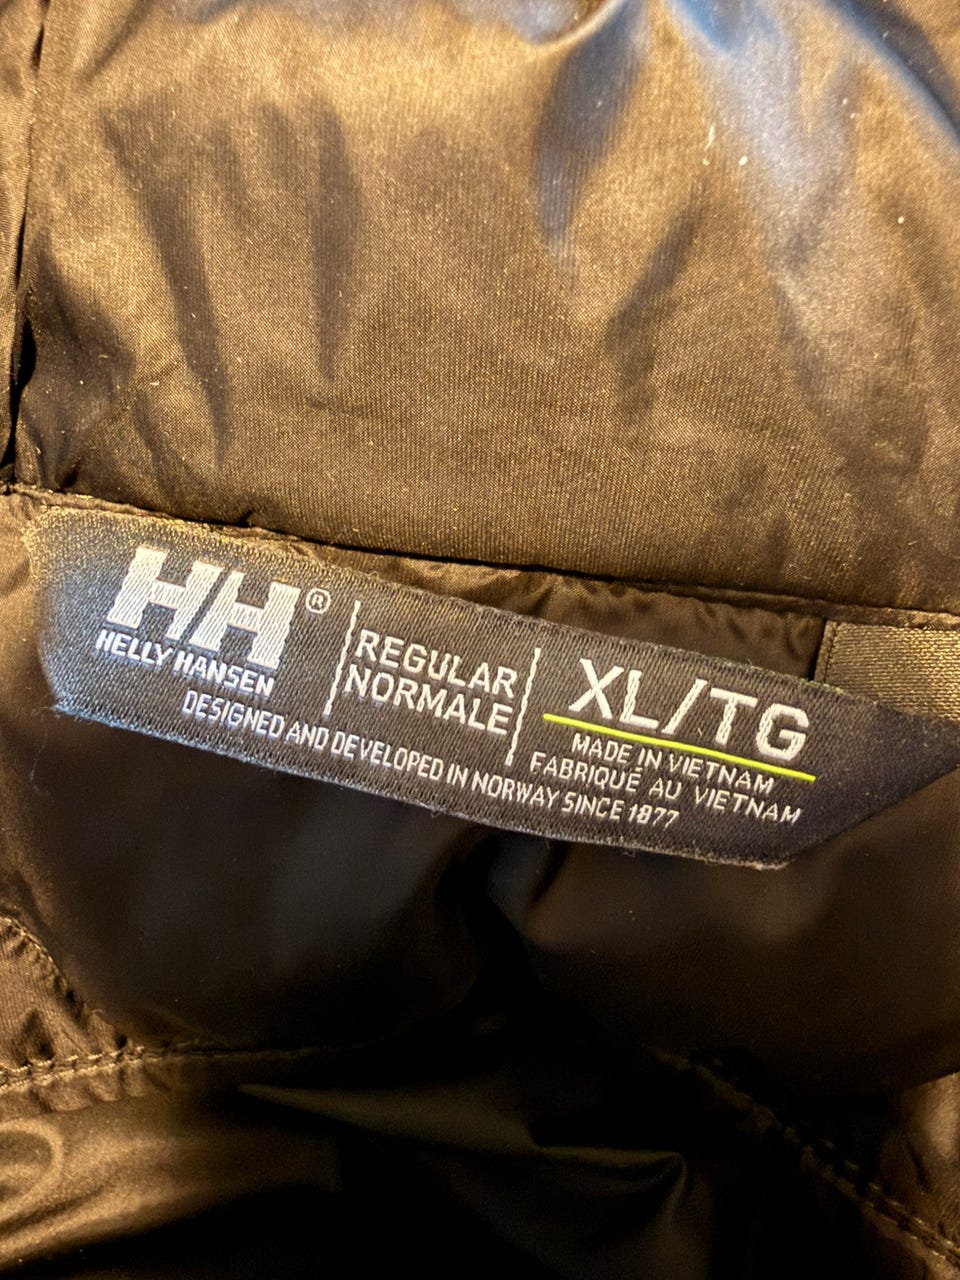 HH®
HELLY HANSEN
REGULAR
NORMALE
XL/TG
MADE IN VIETNAM
FABRIQUÉ AU VIETNAM
DESIGNED AND DEVELOPED IN NORWAY SINCE 1877